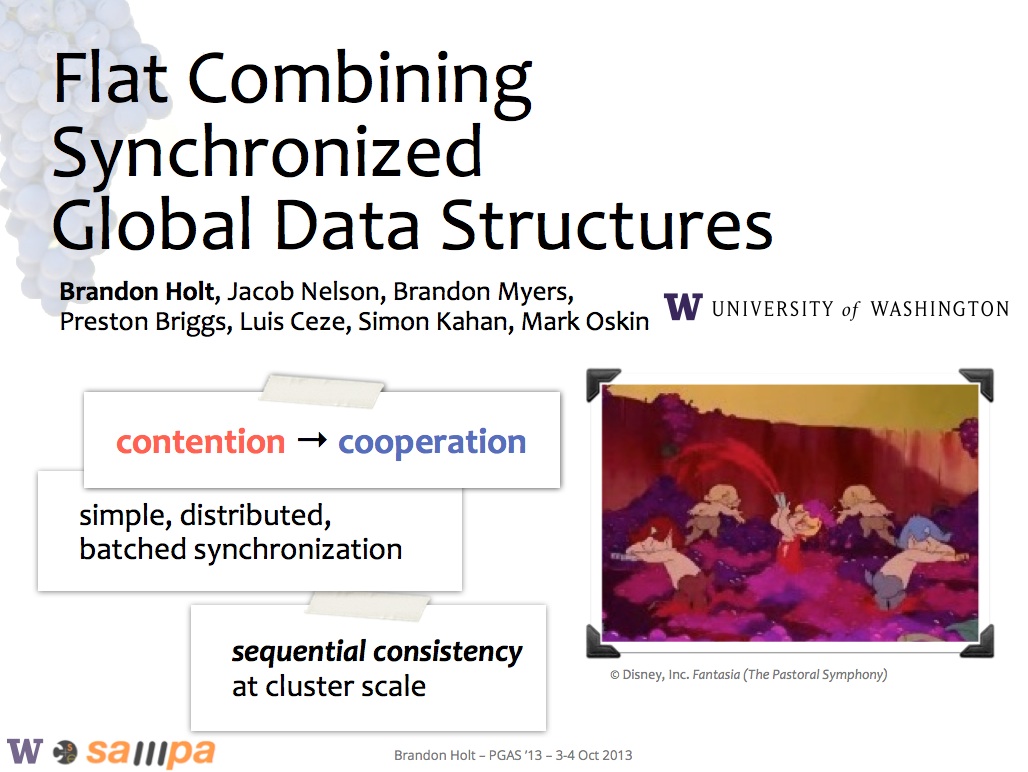 Flat Combining
Synchronized
Global Data Structures
Brandon Holt, Jacob Nelson, Brandon Myers,
Preston Briggs, Luis Ceze, Simon Kahan, Mark Oskin
W UNIVERSITY of WASHINGTON
contention → cooperation
simple, distributed,
batched synchronization
sequential consistency
at cluster scale
© Disney, Inc. Fantasia (The Pastoral Symphony)
W sampa
Brandon Holt – PGAS ’13 – 3-4 Oct 2013